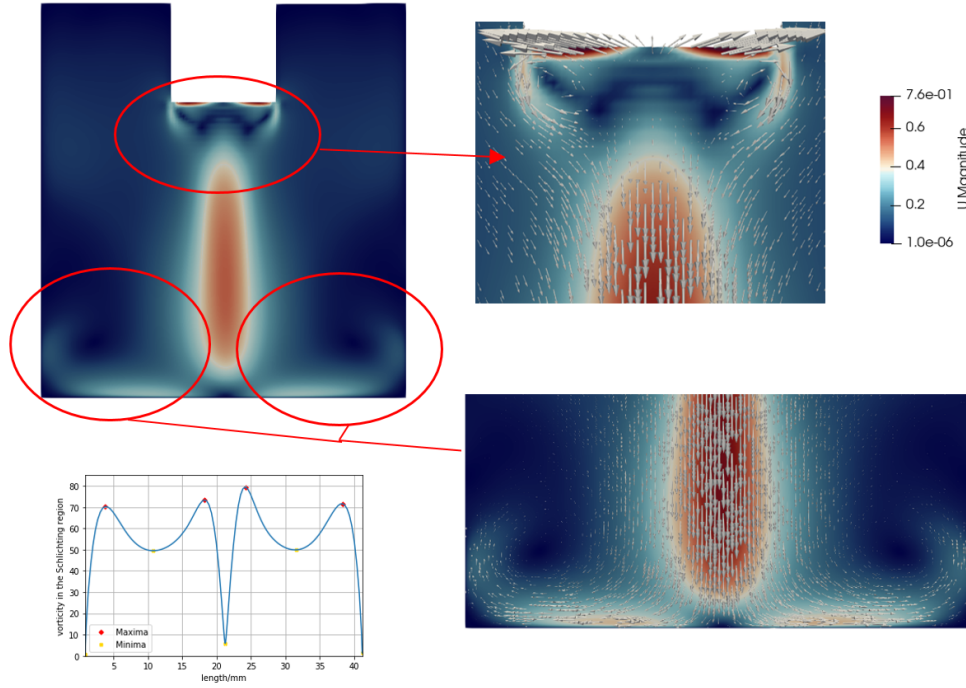 7.6e-01
0.6
0.4
0.2
1.0e-06
U Magnitude
80
70
60
50
40
30
20
10
0
vorticity in the Schlichting region
Maxima
Minima
5 10 15 20 25 30 35 40
length/mm